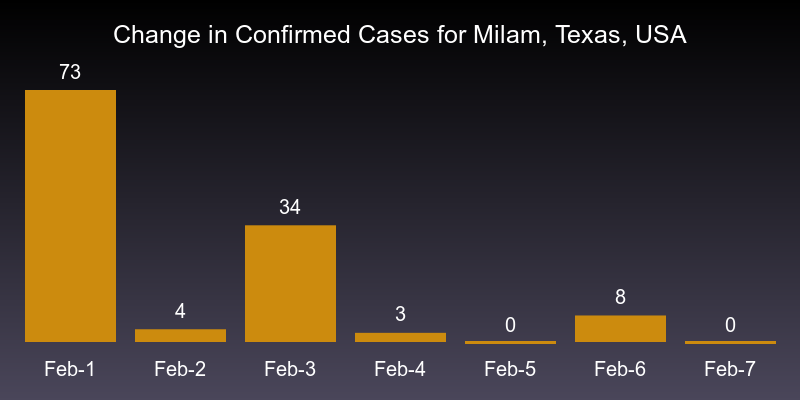 Change in Confirmed Cases for Milam, Texas, USA
73
4
34
3
0
8
0
Feb-1
Feb-2
Feb-3
Feb-4
Feb-5
Feb-6
Feb-7